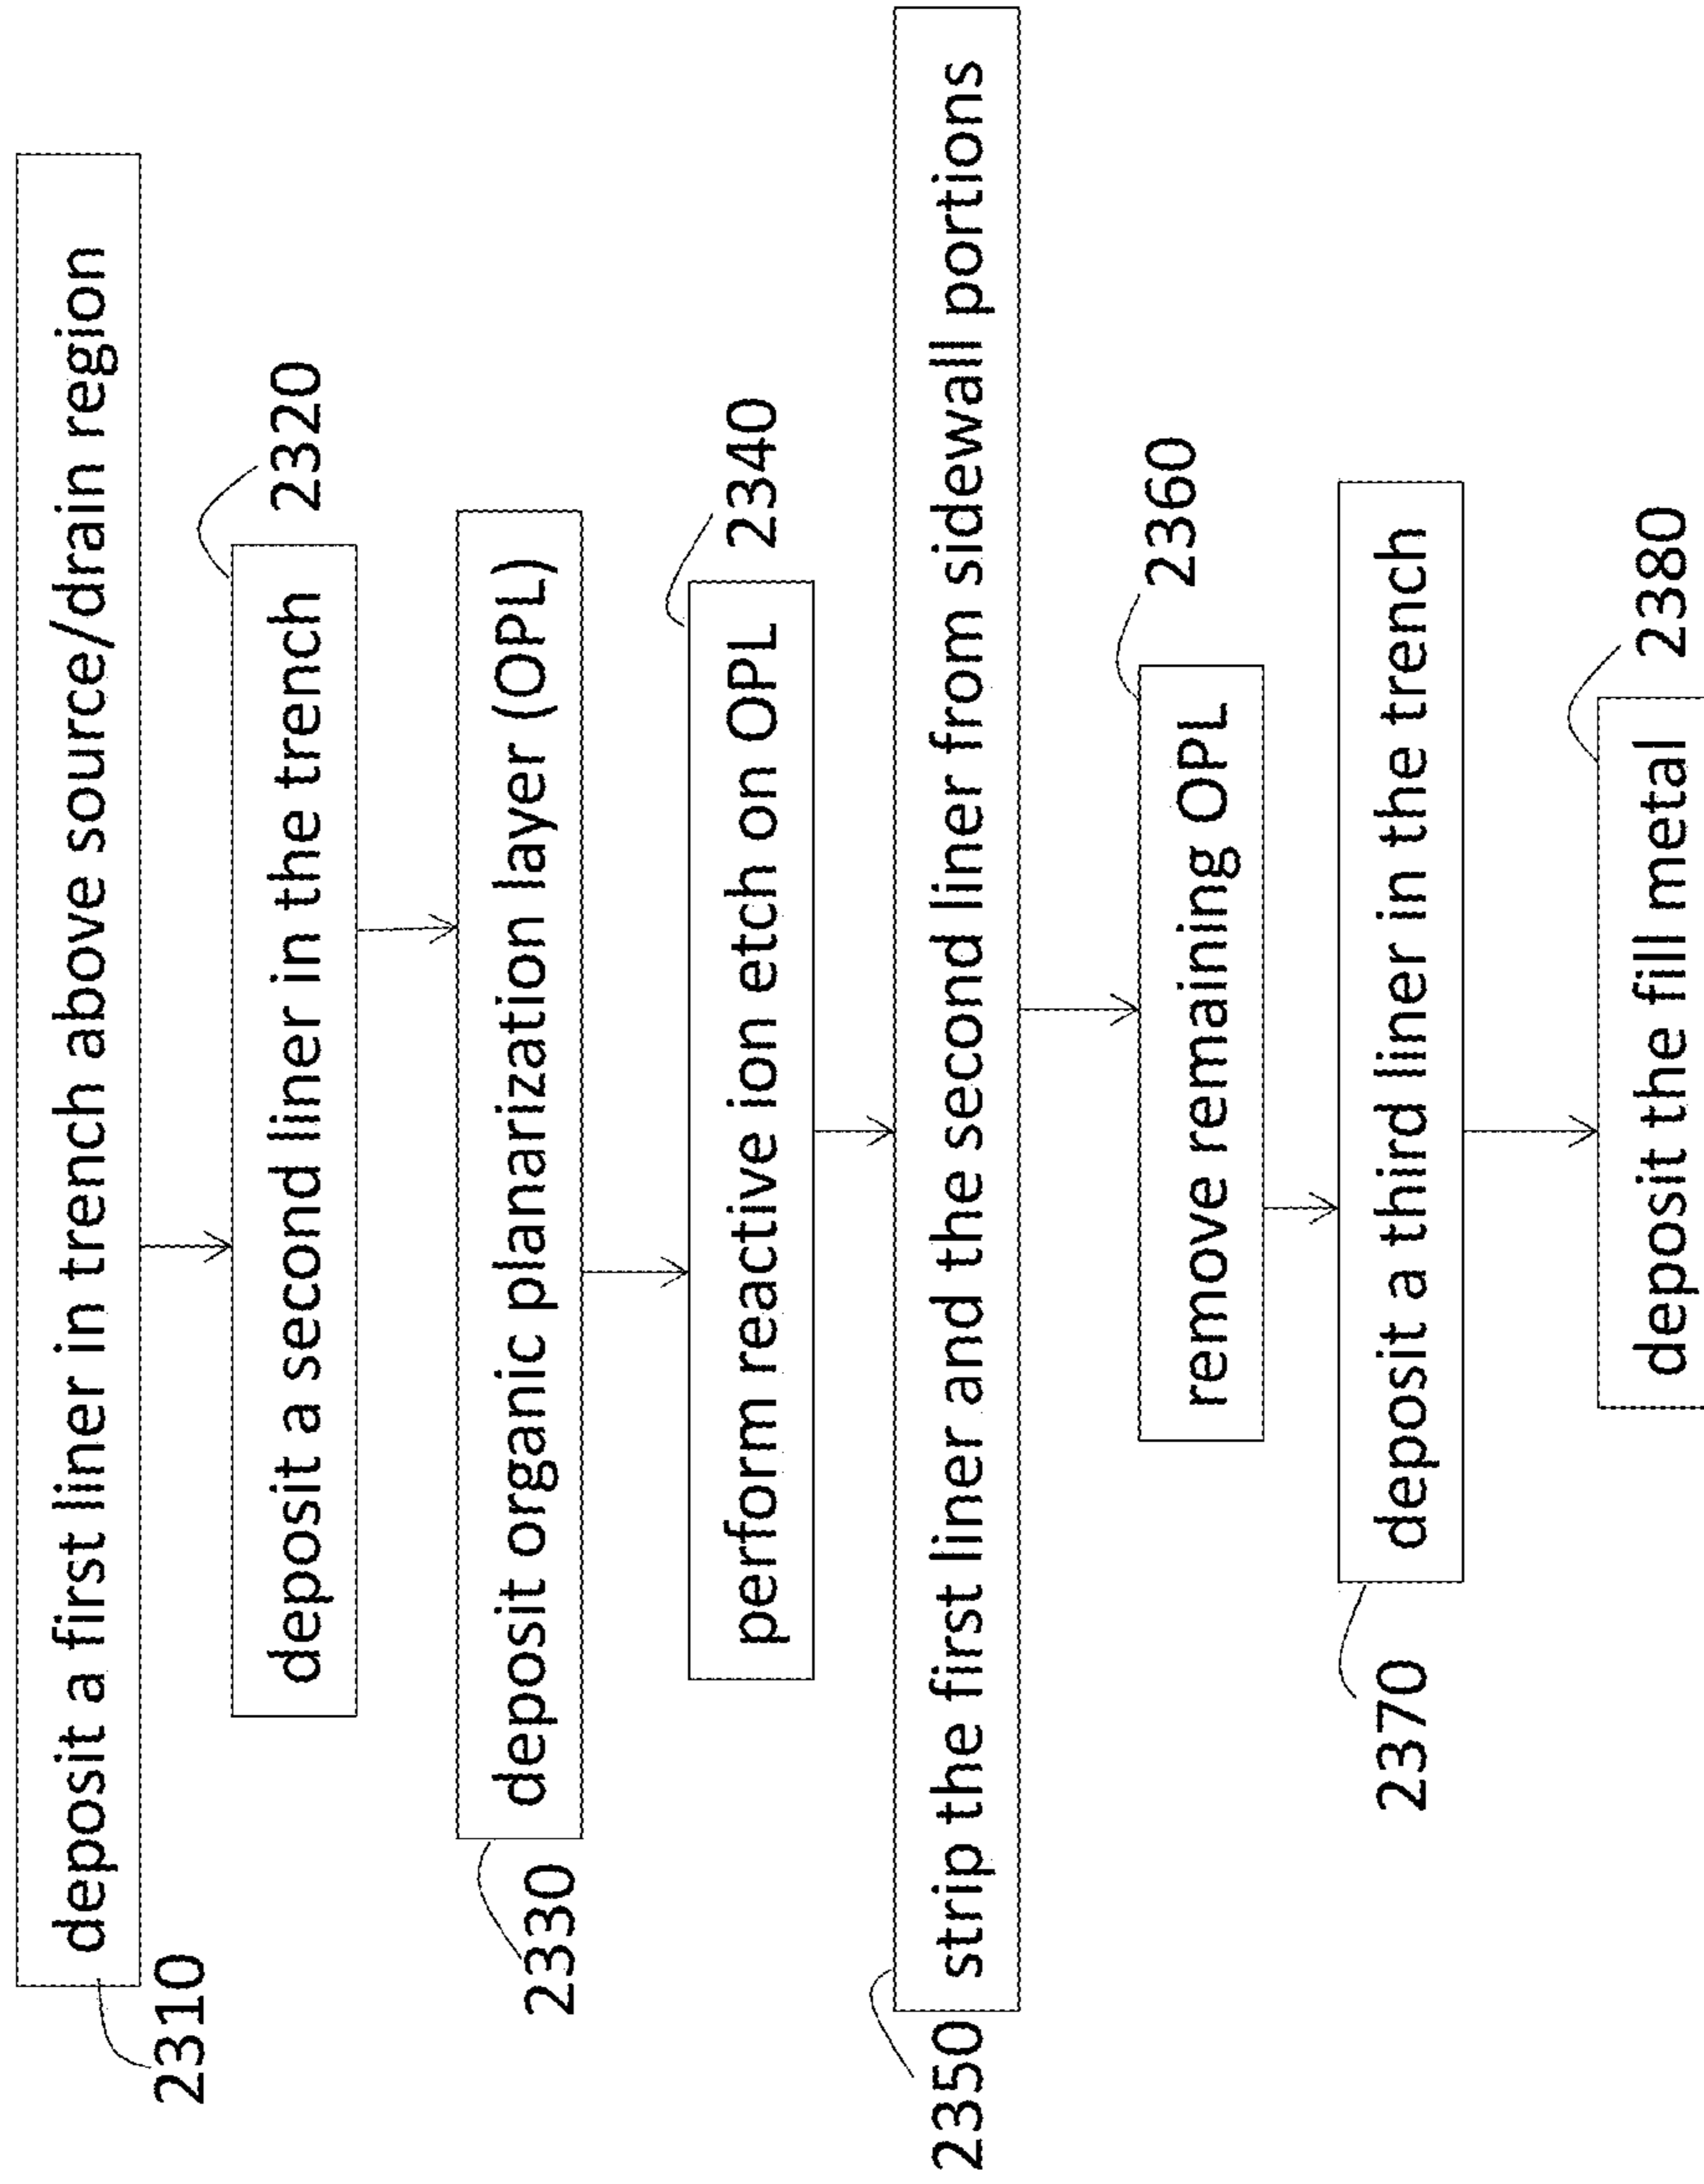 deposit a first liner in trench above source/drain region
2310
deposit a second liner in the trench
2320
deposit organic planarization layer (OPL)
2330
perform reactive ion etch on OPL
2340
strip the first liner and the second liner from sidewall portions
2350
remove remaining OPL
2360
deposit a third liner in the trench
2370
deposit the fill metal
2380